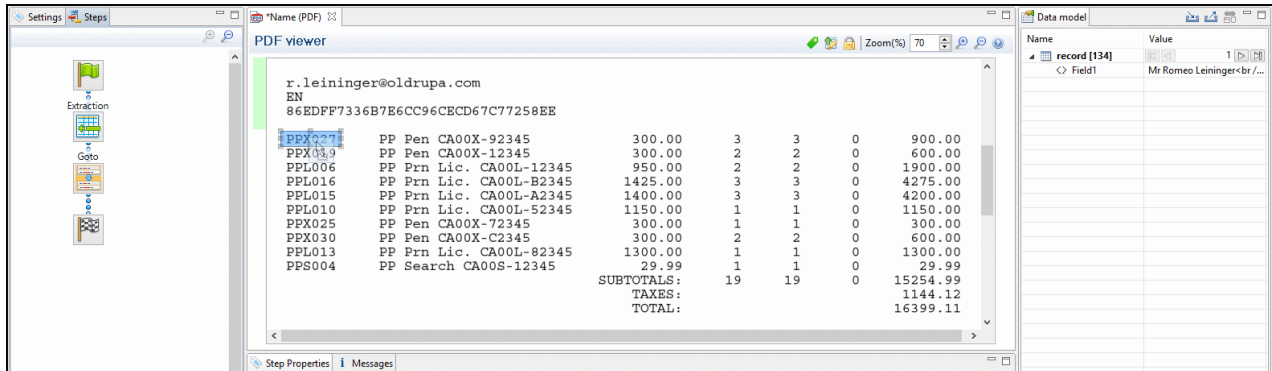 Settings Steps
*Name (PDF)
Data model
PDF viewer
Zoom(%) 70
Name Value
record [134] 1
Field1 Mr Romeo Leininger<br /...
Extraction
Goto
r.leininger@oldrupa.com
EN
86EDFF7336B7E6CC96CECD67C77258EE
PPX027 PP Pen CA00X-92345 300.00 3 3 0 900.00
PPX019 PP Pen CA00X-12345 300.00 2 2 0 600.00
PPL006 PP Prn Lic. CA00L-12345 950.00 2 2 0 1900.00
PPL016 PP Prn Lic. CA00L-B2345 1425.00 3 3 0 4275.00
PPL015 PP Prn Lic. CA00L-A2345 1400.00 3 3 0 4200.00
PPL010 PP Prn Lic. CA00L-52345 1150.00 1 1 0 1150.00
PPX025 PP Pen CA00X-72345 300.00 1 1 0 300.00
PPX030 PP Pen CA00X-C2345 300.00 2 2 0 600.00
PPL013 PP Prn Lic. CA00L-82345 1300.00 1 1 0 1300.00
PPS004 PP Search CA00S-12345 29.99 1 1 0 29.99
SUBTOTALS: 19 19 0 15254.99
TAXES: 1144.12
TOTAL: 16399.11
Step Properties Messages